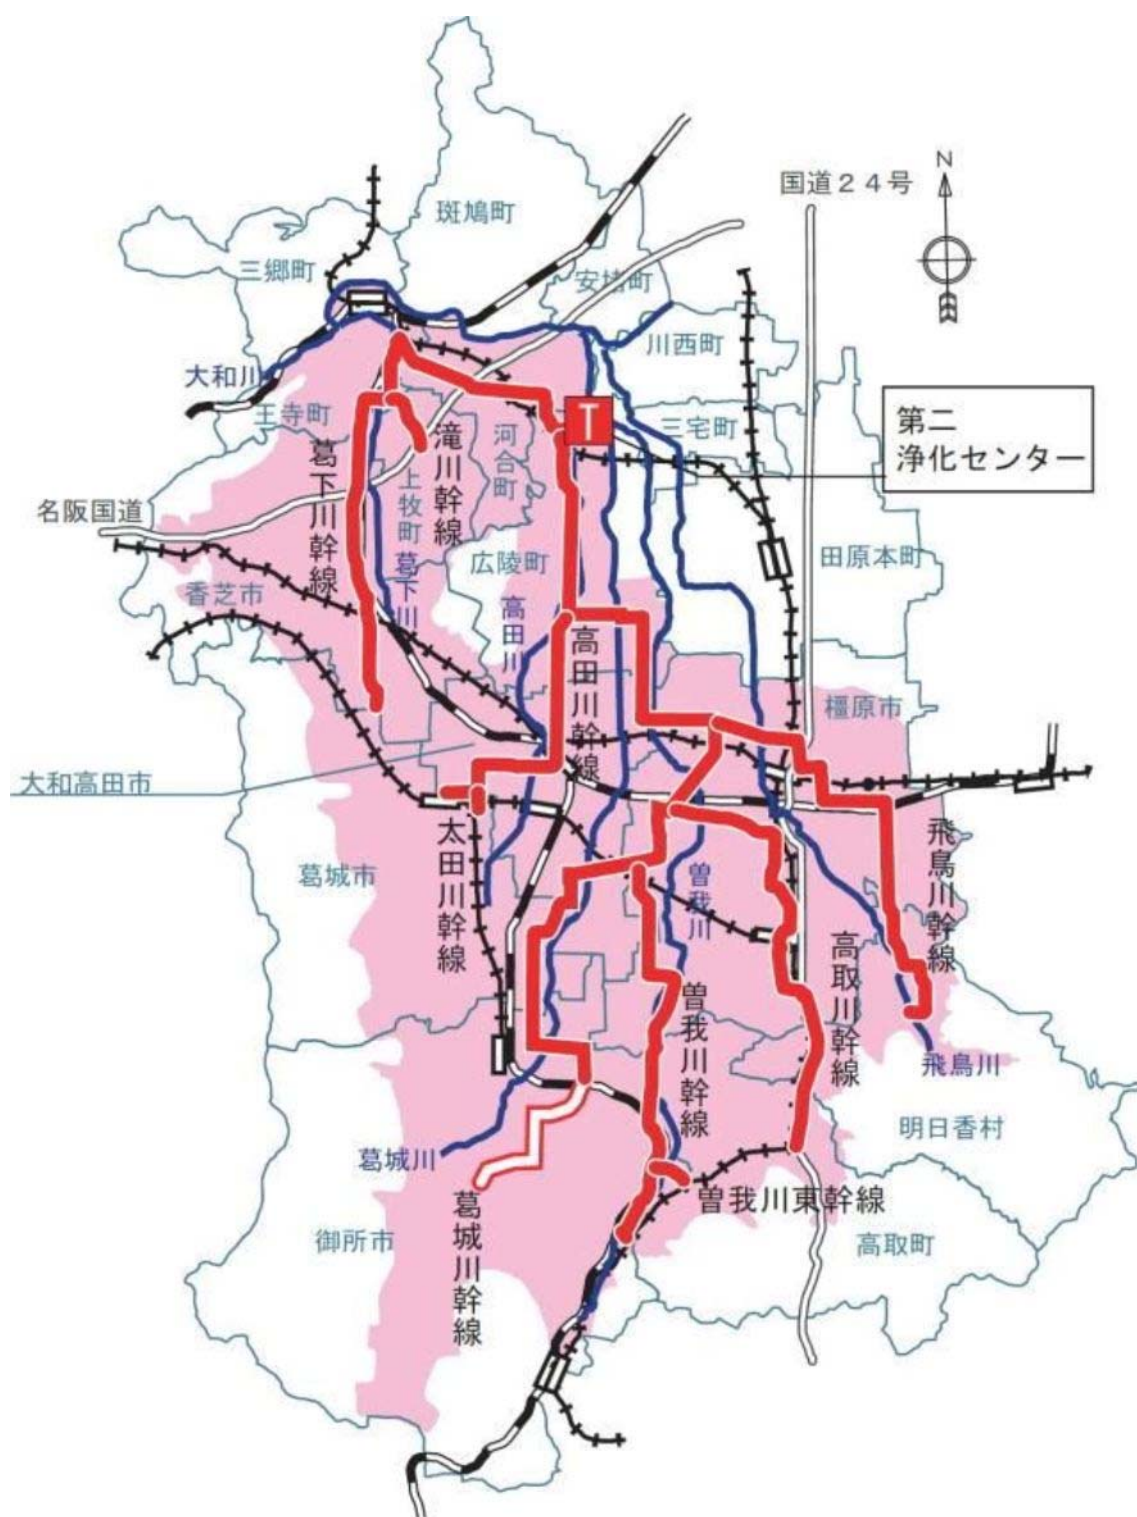 N
国道24号
斑鳩町
三郷町
安堵町
川西町
大和川
王寺町
T
三宅町
第二
浄化センター
滝川幹線
河合町
葛下川幹線
上牧町
名阪国道
広陵町
田原本町
葛下川
香芝市
高田川
高田川幹線
橿原市
大和高田市
太田川幹線
飛鳥川幹線
葛城市
曽我川
高取川幹線
曽我川幹線
飛鳥川
明日香村
葛城川
葛城川幹線
曽我川東幹線
御所市
高取町